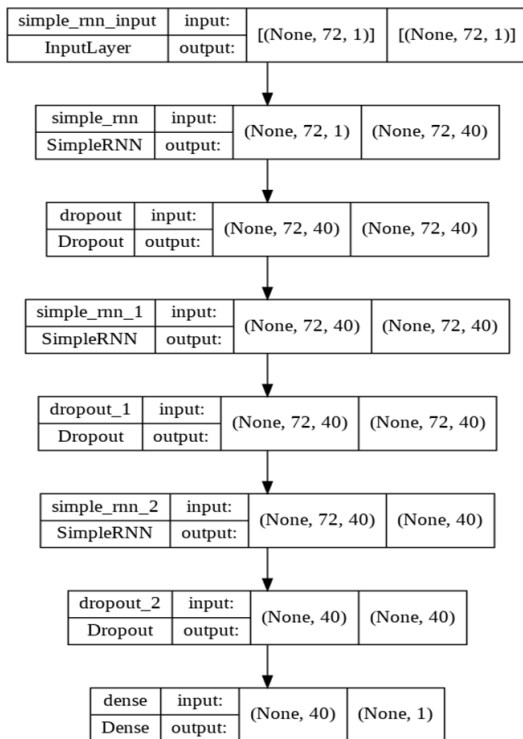 simple_rnn_input input: [(None, 72, 1)] [(None, 72, 1)]
InputLayer output:
simple_rnn input: (None, 72, 1) (None, 72, 40)
SimpleRNN output:
dropout input: (None, 72, 40) (None, 72, 40)
Dropout output:
simple_rnn_1 input: (None, 72, 40) (None, 72, 40)
SimpleRNN output:
dropout_1 input: (None, 72, 40) (None, 72, 40)
Dropout output:
simple_rnn_2 input: (None, 72, 40) (None, 40)
SimpleRNN output:
dropout_2 input: (None, 40) (None, 40)
Dropout output:
dense input: (None, 40) (None, 1)
Dense output: